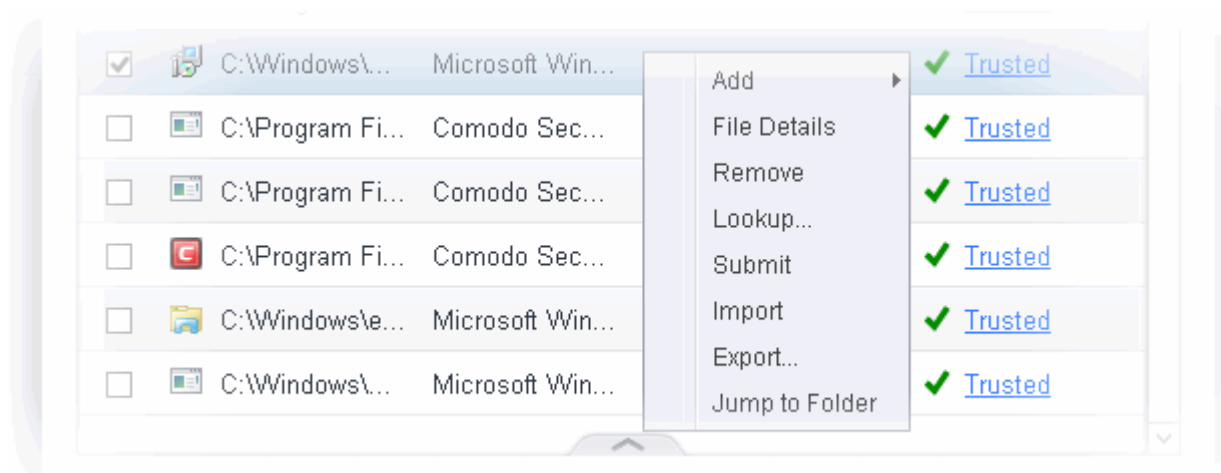 C:\Windows\... Microsoft Win... Trusted
C:\Program Fi... Comodo Sec... Trusted
C:\Program Fi... Comodo Sec... Trusted
C:\Program Fi... Comodo Sec... Trusted
C:\Windows\e... Microsoft Win... Trusted
C:\Windows\... Microsoft Win... Trusted
Add
File Details
Remove
Lookup...
Submit
Import
Export...
Jump to Folder